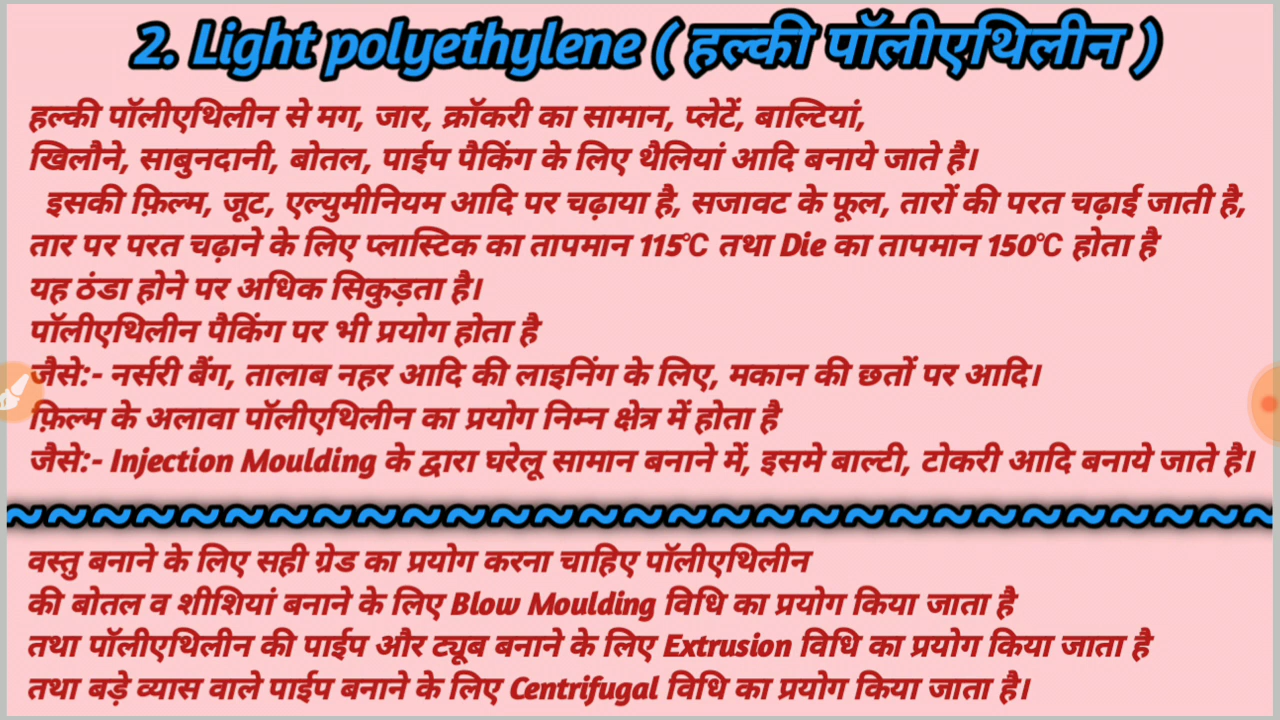 2. Light polyethylene ( हल्की पॉलीएथिलीन )
हल्की पॉलीएथिलीन से मग, जार, क्रॉकरी का सामान, प्लेटें, बाल्टियां,
खिलौने, साबुनदानी, बोतल, पाईप पैकिंग के लिए थैलियां आदि बनाये जाते है।
इसकी फ़िल्म, जूट, एल्युमीनियम आदि पर चढ़ाया है, सजावट के फूल, तारों की परत चढ़ाई जाती है,
तार पर परत चढ़ाने के लिए प्लास्टिक का तापमान 115℃ तथा Die का तापमान 150℃ होता है
यह ठंडा होने पर अधिक सिकुड़ता है।
पॉलीएथिलीन पैकिंग पर भी प्रयोग होता है
जैसे:- नर्सरी बैंग, तालाब नहर आदि की लाइनिंग के लिए, मकान की छतों पर आदि।
फ़िल्म के अलावा पॉलीएथिलीन का प्रयोग निम्न क्षेत्र में होता है
जैसे:- Injection Moulding के द्वारा घरेलू सामान बनाने में, इसमे बाल्टी, टोकरी आदि बनाये जाते है।
वस्तु बनाने के लिए सही ग्रेड का प्रयोग करना चाहिए पॉलीएथिलीन
की बोतल व शीशियां बनाने के लिए Blow Moulding विधि का प्रयोग किया जाता है
तथा पॉलीएथिलीन की पाईप और ट्यूब बनाने के लिए Extrusion विधि का प्रयोग किया जाता है
तथा बड़े व्यास वाले पाईप बनाने के लिए Centrifugal विधि का प्रयोग किया जाता है।